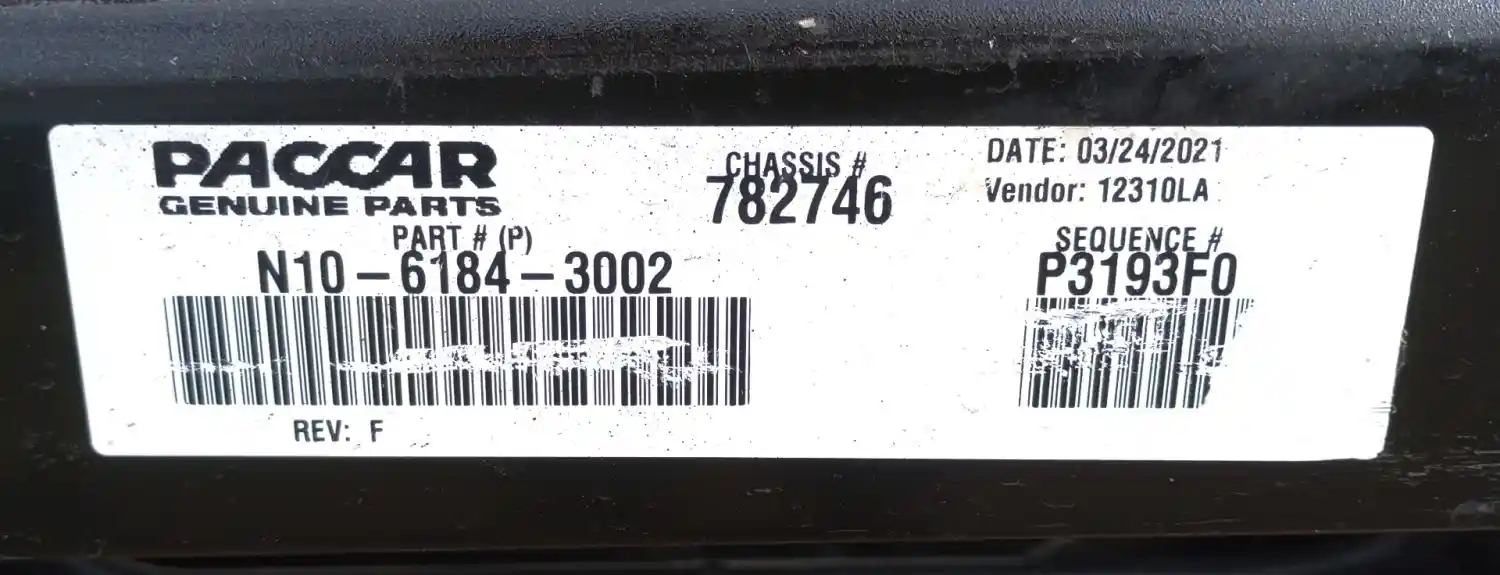 PACCAR
GENUINE PARTS
CHASSIS #
782746
DATE: 03/24/2021
Vendor: 12310LA
PART # (P)
N10-6184-3002
SEQUENCE #
P3193F0
REV: F